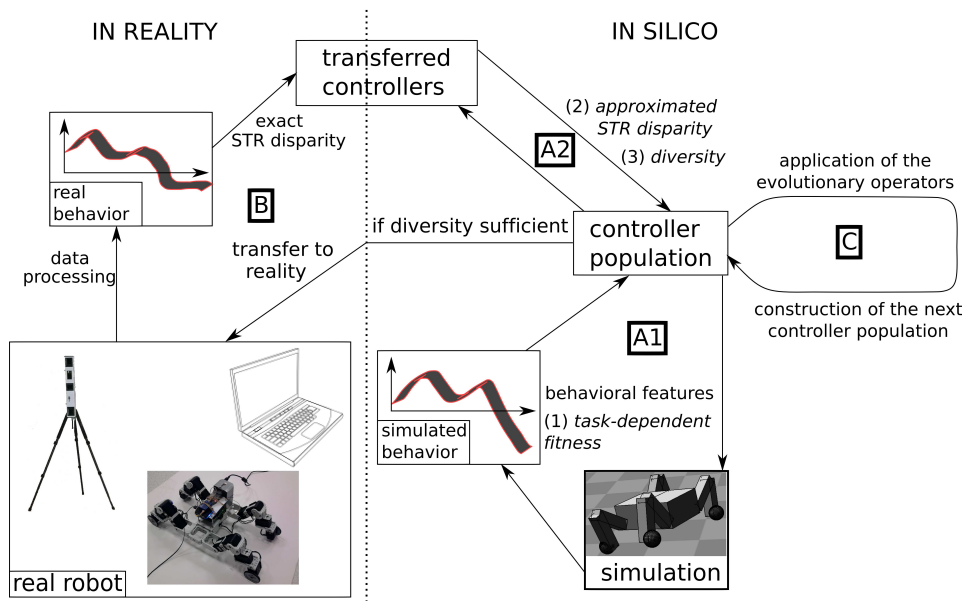 IN REALITY
IN SILICO
transferred
controllers
(2) approximated
STR disparity
(3) diversity
exact
STR disparity
A2
application of the
evolutionary operators
real
behavior
B
if diversity sufficient
controller
population
C
data
processing
transfer to
reality
construction of the next
controller population
A1
behavioral features
(1) task-dependent
fitness
simulated
behavior
simulation
real robot